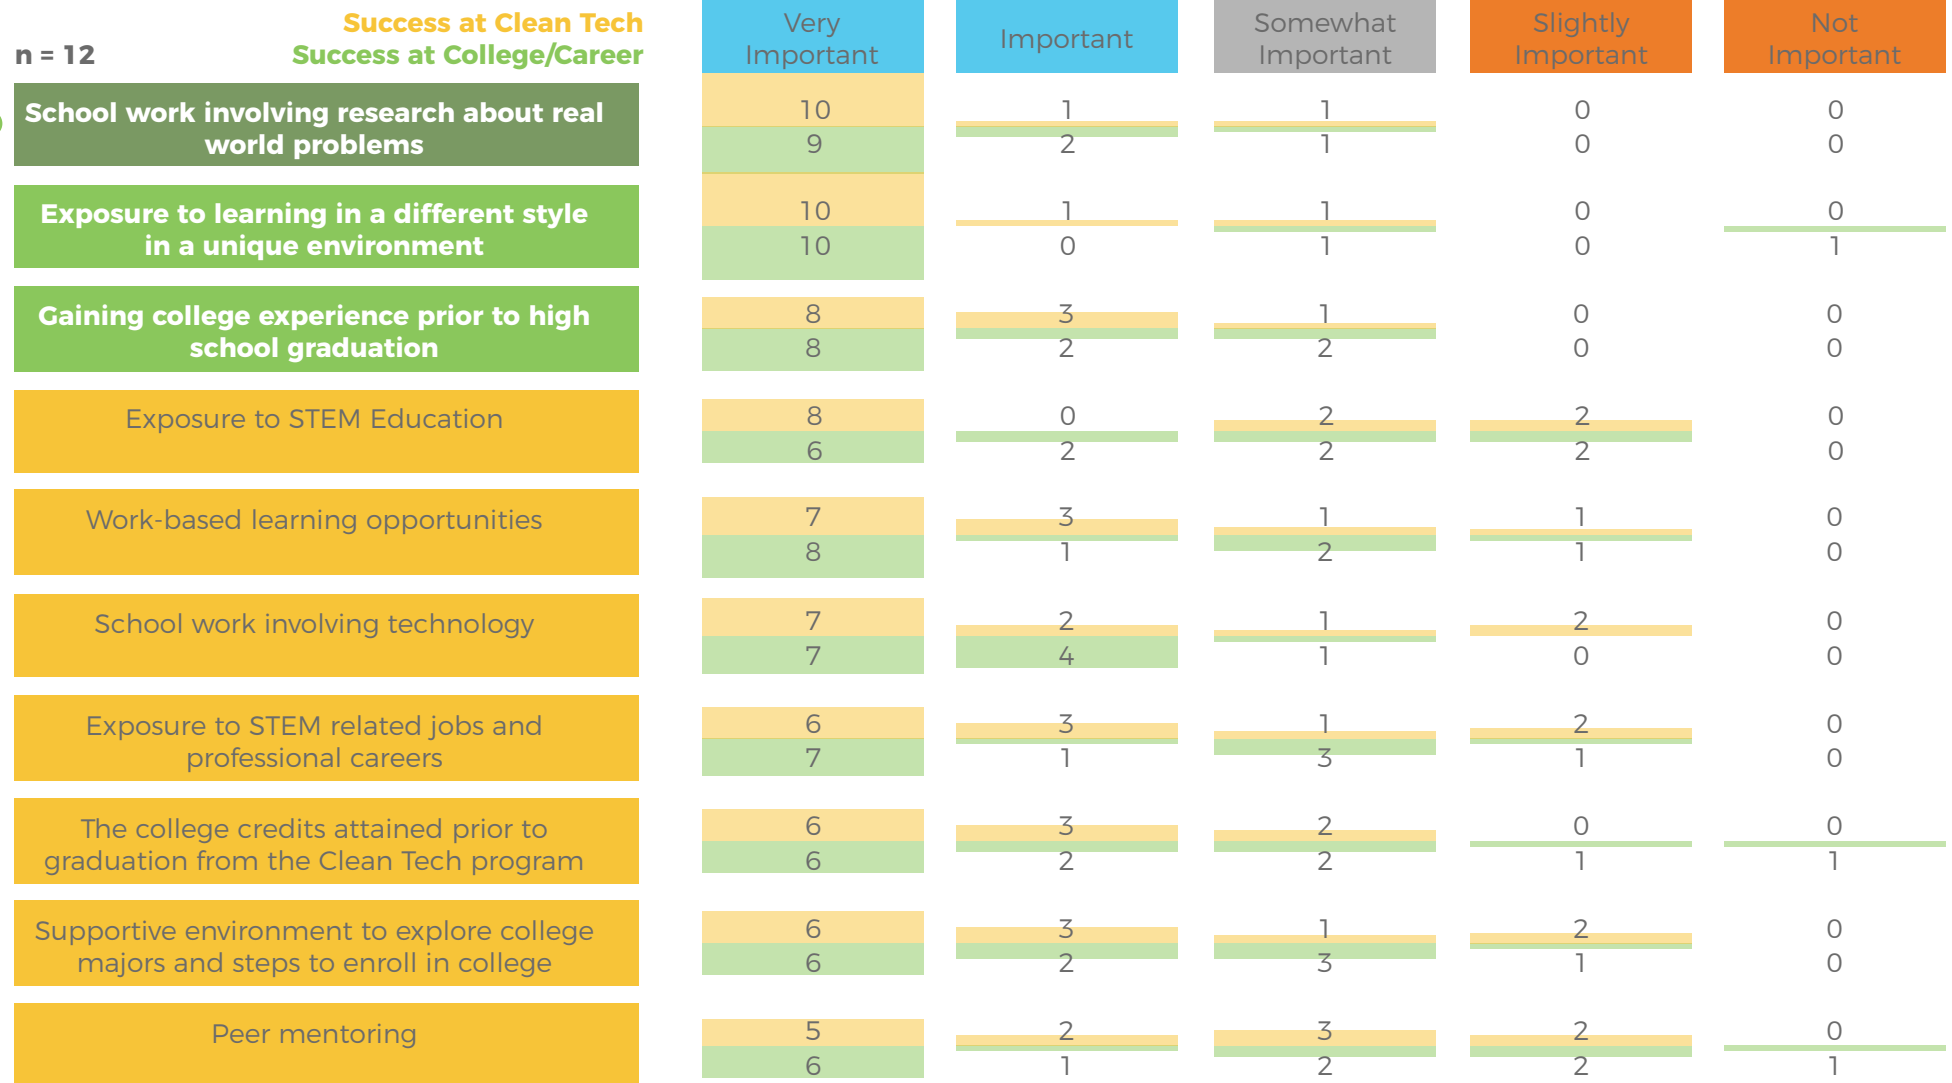 Success at Clean Tech
n = 12 Success at College/Career
Very Important
Important
Somewhat Important
Slightly Important
Not Important
School work involving research about real
world problems
10 1 1 0 0
9 2 1 0 0
Exposure to learning in a different style
in a unique environment
10 1 1 0 0
10 0 1 0 1
Gaining college experience prior to high
school graduation
8 3 1 0 0
8 2 2 0 0
Exposure to STEM Education
8 0 2 2 0
6 2 2 2 0
Work-based learning opportunities
7 3 1 1 0
8 1 2 1 0
School work involving technology
7 2 1 2 0
7 4 1 0 0
Exposure to STEM related jobs and
professional careers
6 3 1 2 0
7 1 3 1 0
The college credits attained prior to
graduation from the Clean Tech program
6 3 2 0 0
6 2 2 1 1
Supportive environment to explore college
majors and steps to enroll in college
6 3 1 2 0
6 2 3 1 0
Peer mentoring
5 2 3 2 0
6 1 2 2 1